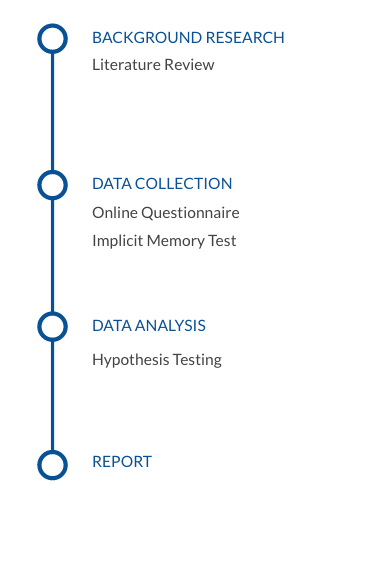 BACKGROUND RESEARCH
Literature Review
DATA COLLECTION
Online Questionnaire
Implicit Memory Test
DATA ANALYSIS
Hypothesis Testing
REPORT